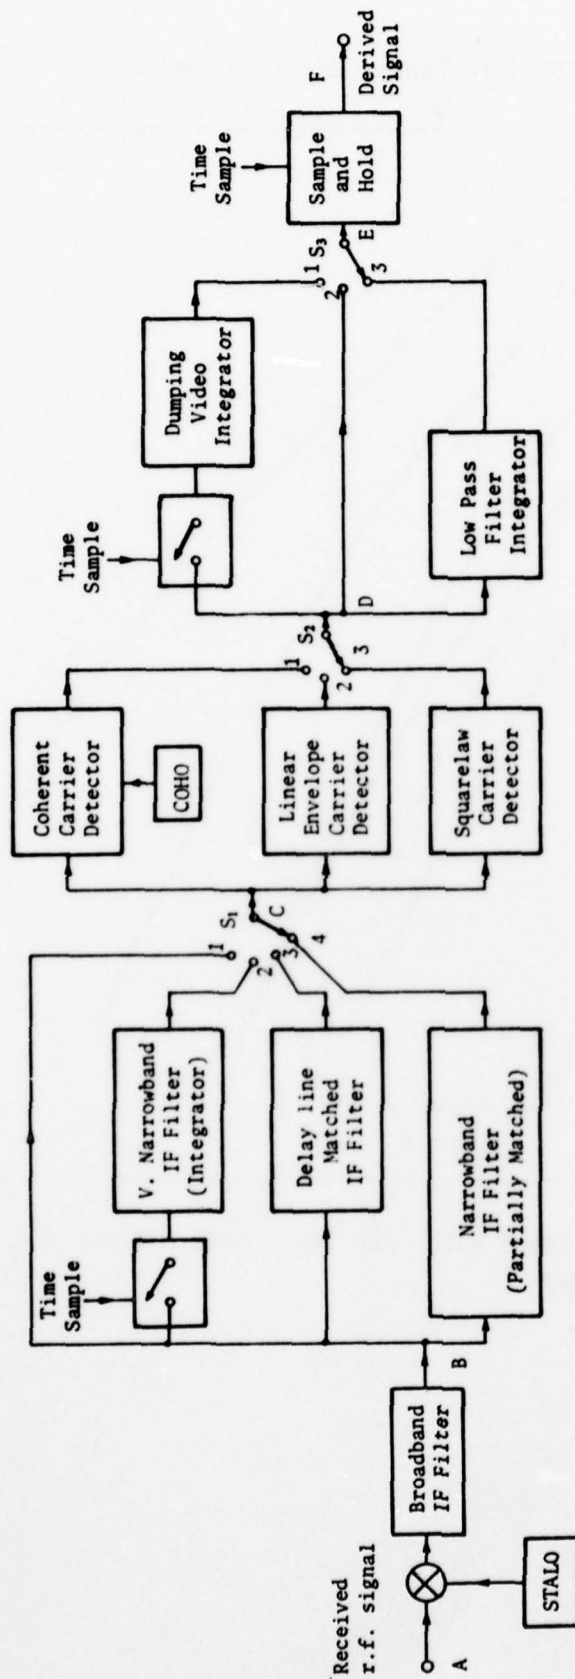 Received
r.f. signal
A
STALO
Broadband
IF Filter
B
Time
Sample
V. Narrowband
IF Filter
(Integrator)
Delay line
Matched
IF Filter
Narrowband
IF Filter
(Partially Matched)
1
2
3
4
S1
C
Coherent
Carrier
Detector
COHO
Linear
Envelope
Carrier
Detector
Squarelaw
Carrier
Detector
1
2
3
S2
D
Time
Sample
Dumping
Video
Integrator
Low Pass
Filter
Integrator
1
2
3
S3
E
Time
Sample
Sample
and
Hold
F
Derived
Signal